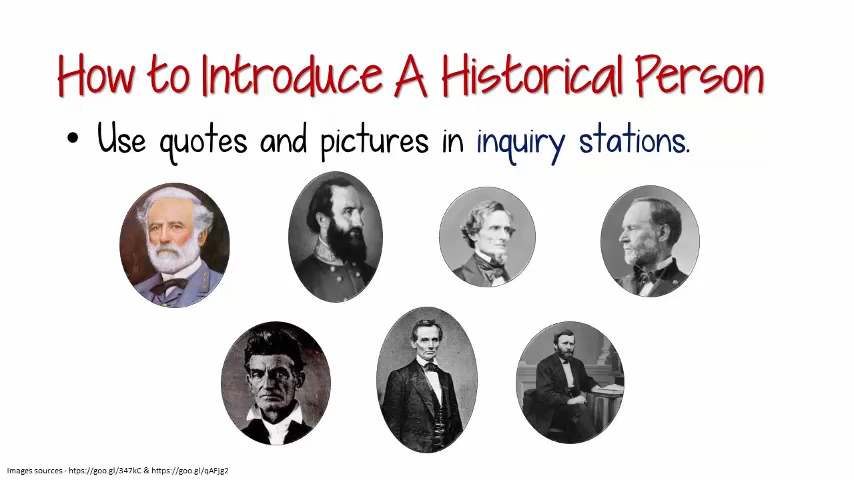 How to Introduce A Historical Person
• Use quotes and pictures in inquiry stations.
Images sources - htps://goo.gl/347kC & https://goo.gl/qAFJg2